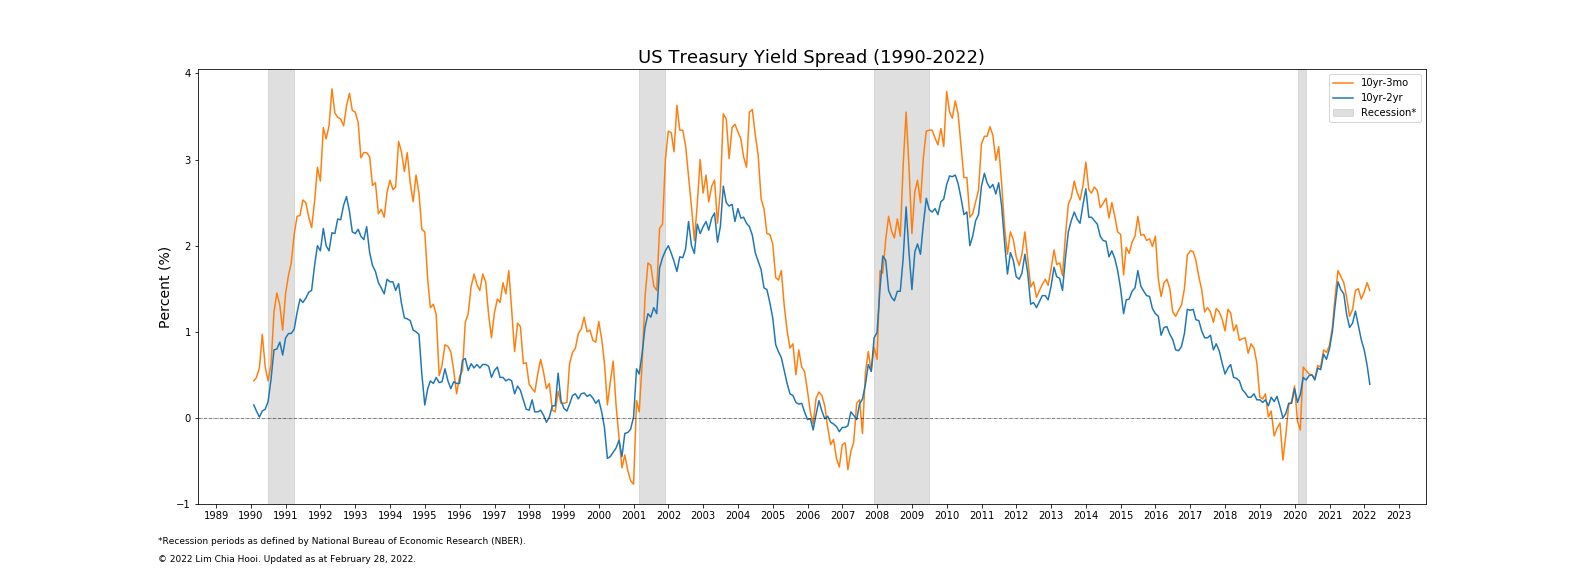 US Treasury Yield Spread (1990-2022)
10yr-3mo
10yr-2yr
Recession*
Percent (%)
4
3
2
1
0
−1
1989 1990 1991 1992 1993 1994 1995 1996 1997 1998 1999 2000 2001 2002 2003 2004 2005 2006 2007 2008 2009 2010 2011 2012 2013 2014 2015 2016 2017 2018 2019 2020 2021 2022 2023
*Recession periods as defined by National Bureau of Economic Research (NBER).
© 2022 Lim Chia Hooi. Updated as at February 28, 2022.